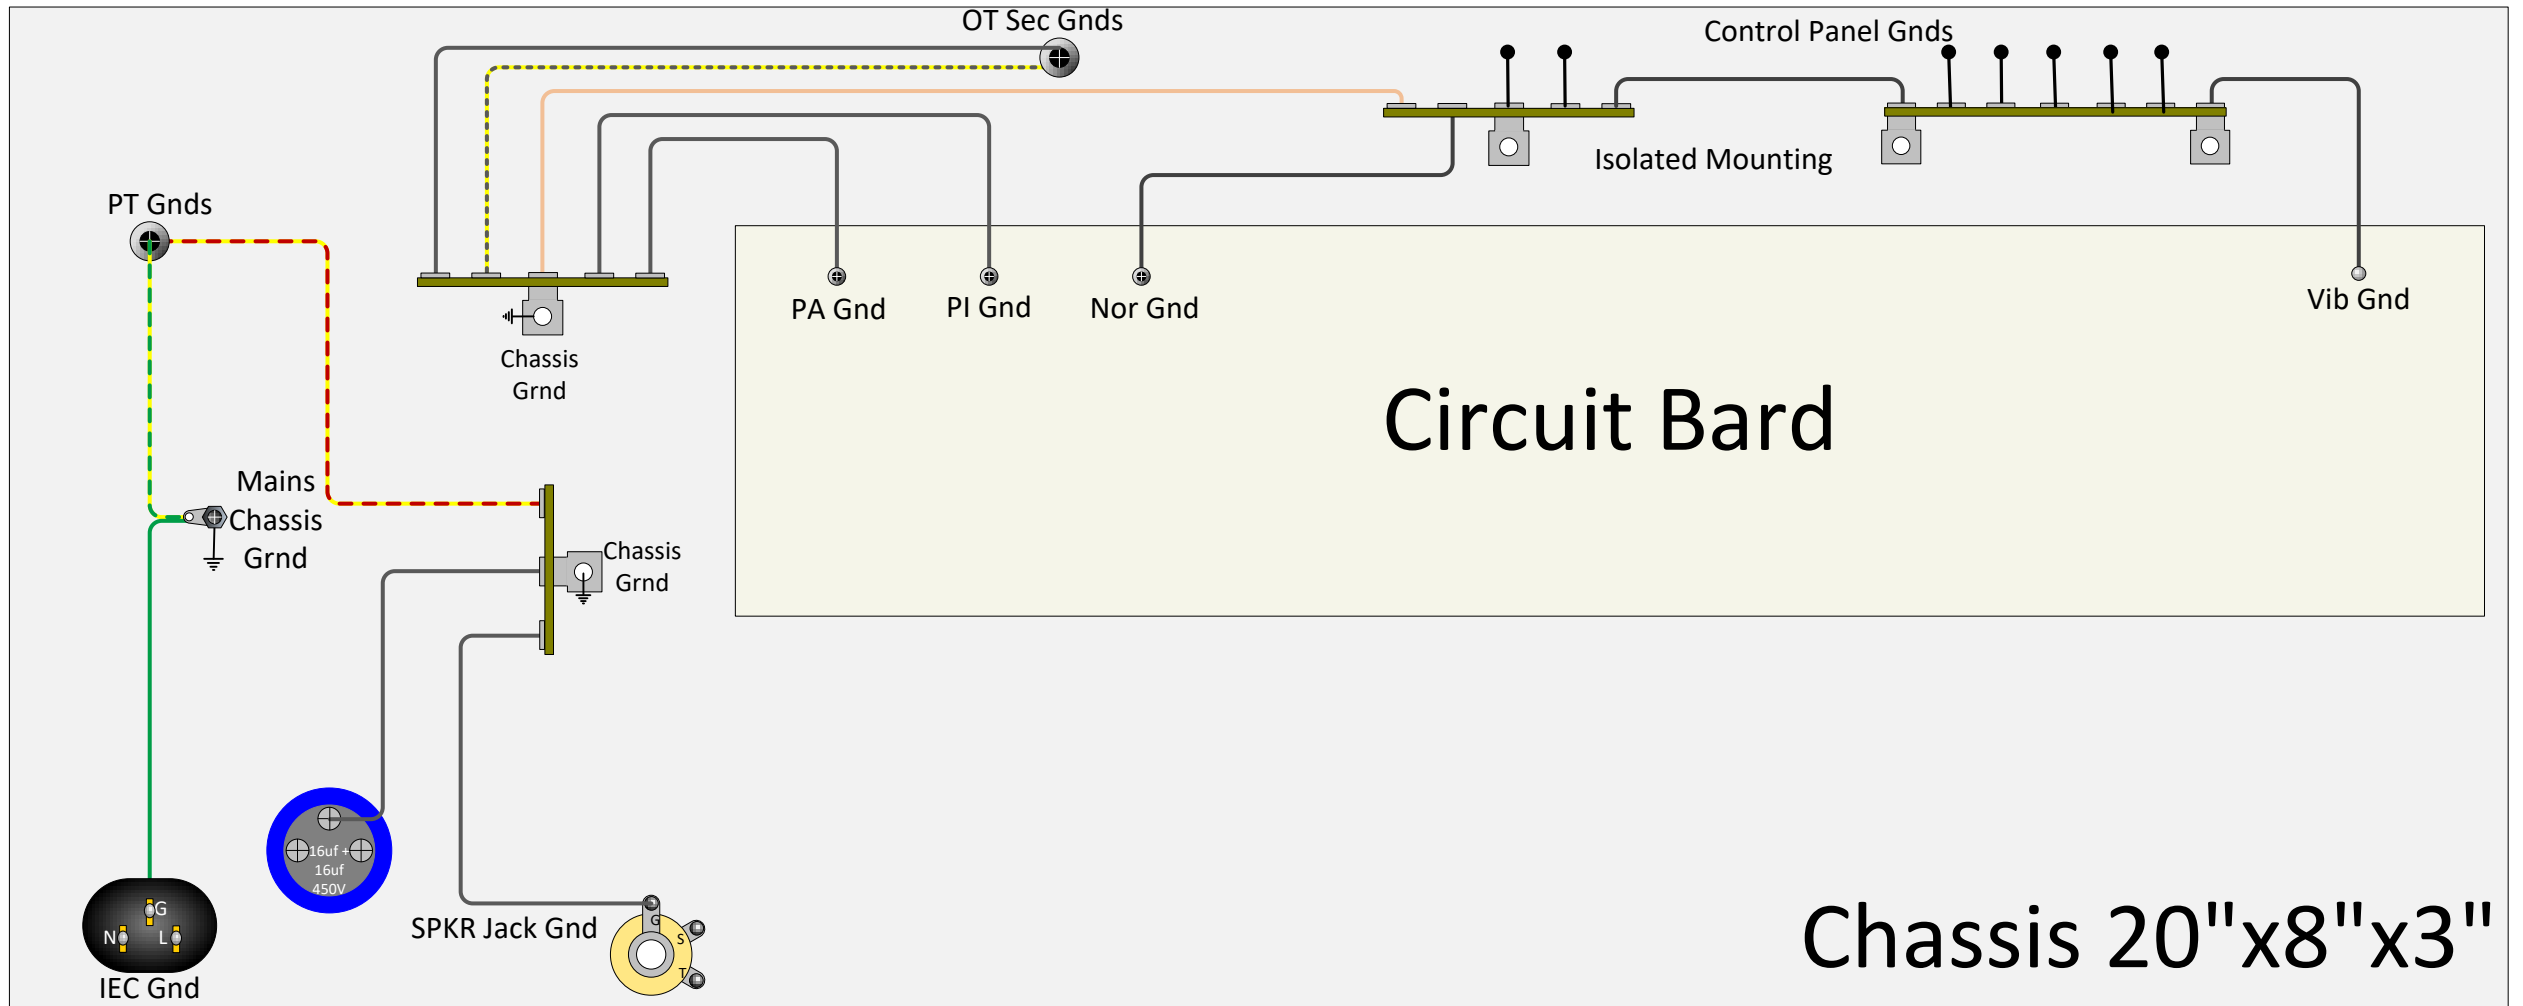 OT Sec Gnds
Control Panel Gnds
Isolated Mounting
PT Gnds
PA Gnd
PI Gnd
Nor Gnd
Vib Gnd
Chassis
Grnd
Circuit Bard
Mains
Chassis
Grnd
Chassis
Grnd
16uf +
16uf
450V
G
N
L
IEC Gnd
SPKR Jack Gnd
G
S
T
Chassis 20"x8"x3"